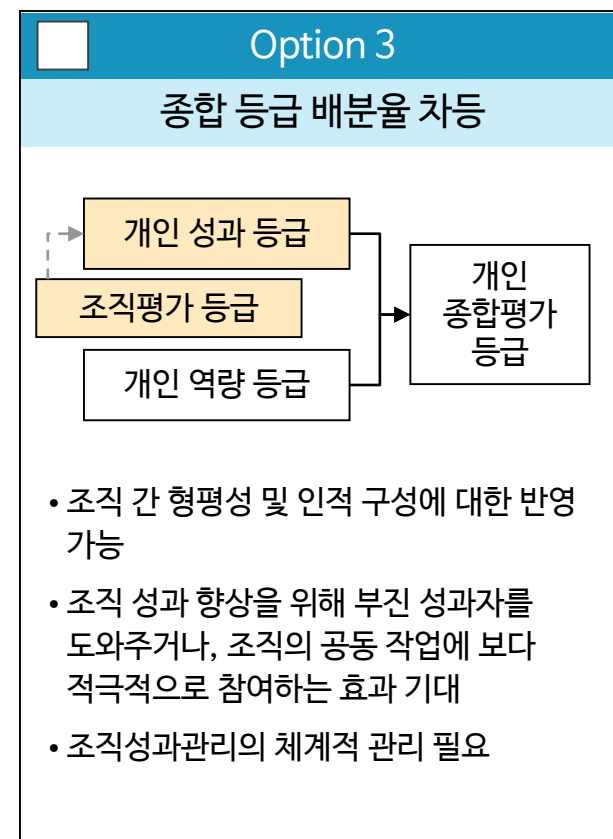 Option 3
종합 등급 배분율 차등
개인 성과 등급
조직평가 등급
개인 역량 등급
개인
종합평가
등급
• 조직 간 형평성 및 인적 구성에 대한 반영
가능
• 조직 성과 향상을 위해 부진 성과자를
도와주거나, 조직의 공동 작업에 보다
적극적으로 참여하는 효과 기대
• 조직성과관리의 체계적 관리 필요